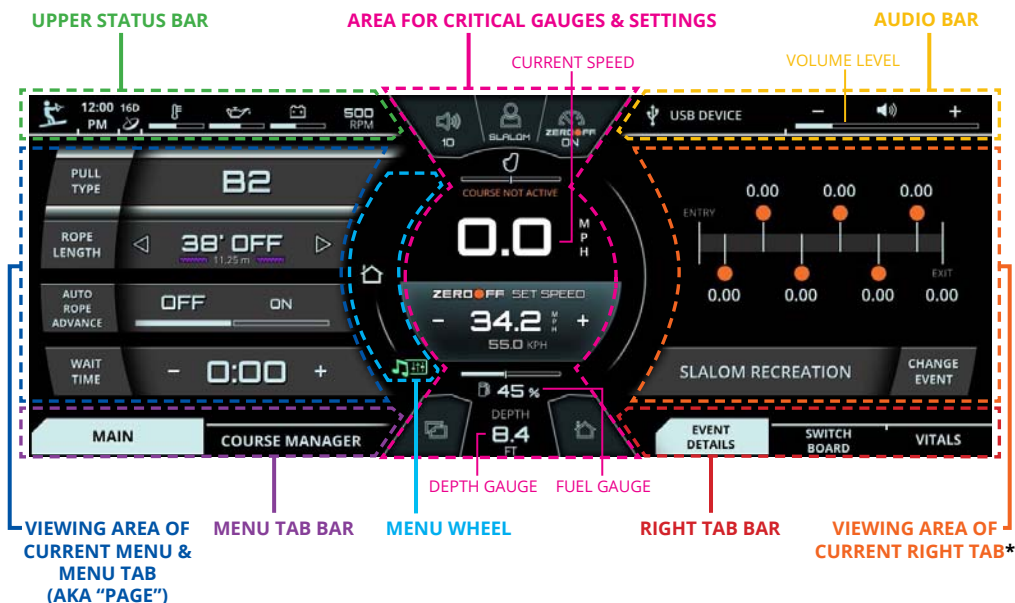 UPPER STATUS BAR
AREA FOR CRITICAL GAUGES & SETTINGS
AUDIO BAR
CURRENT SPEED
VOLUME LEVEL
12:00
PM
16D
500
RPM
10
SLALOM
ZEROOFF
ON
USB DEVICE
−
+
PULL
TYPE
B2
ROPE
LENGTH
38' OFF
11,25 m
AUTO
ROPE
ADVANCE
OFF
ON
WAIT
TIME
− 0:00 +
COURSE NOT ACTIVE
0.0
M
P
H
ZEROOFF SET SPEED
− 34.2 +
M
P
H
55.0 KPH
45 %
DEPTH
8.4
FT
0.00 0.00 0.00
ENTRY
EXIT
0.00 0.00 0.00 0.00
SLALOM RECREATION
CHANGE
EVENT
MAIN
COURSE MANAGER
EVENT
DETAILS
SWITCH
BOARD
VITALS
DEPTH GAUGE
FUEL GAUGE
VIEWING AREA OF
CURRENT MENU &
MENU TAB
(AKA “PAGE”)
MENU TAB BAR
MENU WHEEL
RIGHT TAB BAR
VIEWING AREA OF
CURRENT RIGHT TAB*